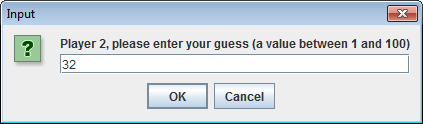 Input
Player 2, please enter your guess (a value between 1 and 100)
32
OK Cancel